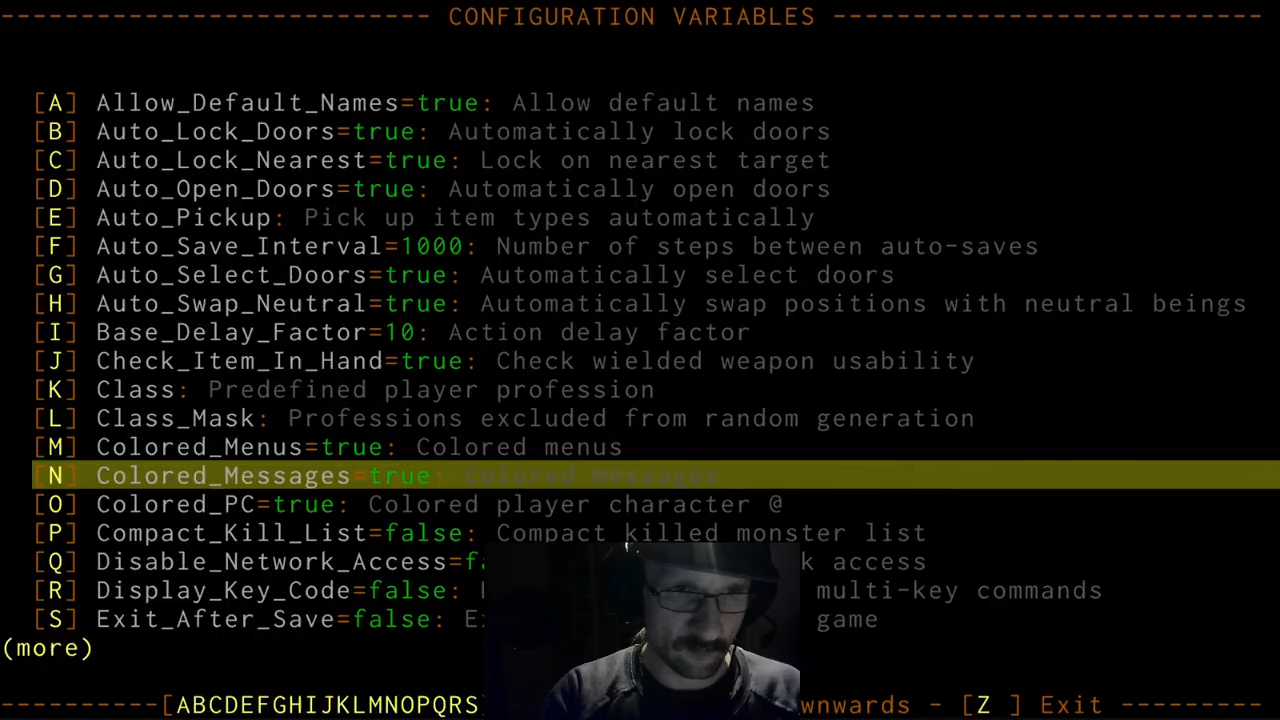 -------------------------- CONFIGURATION VARIABLES ---------------------------
[A] Allow_Default_Names=true: Allow default names
[B] Auto_Lock_Doors=true: Automatically lock doors
[C] Auto_Lock_Nearest=true: Lock on nearest target
[D] Auto_Open_Doors=true: Automatically open doors
[E] Auto_Pickup: Pick up item types automatically
[F] Auto_Save_Interval=1000: Number of steps between auto-saves
[G] Auto_Select_Doors=true: Automatically select doors
[H] Auto_Swap_Neutral=true: Automatically swap positions with neutral beings
[I] Base_Delay_Factor=10: Action delay factor
[J] Check_Item_In_Hand=true: Check wielded weapon usability
[K] Class: Predefined player profession
[L] Class_Mask: Professions excluded from random generation
[M] Colored_Menus=true: Colored menus
[N] Colored_Messages=true: Colored messages
[O] Colored_PC=true: Colored player character @
[P] Compact_Kill_List=false: Compact killed monster list
[Q] Disable_Network_Access=fa k access
[R] Display_Key_Code=false: multi-key commands
[S] Exit_After_Save=false: Ex game
(more)
----------[ABCDEFGHIJKLMNOPQRS wnwards - [Z ] Exit ---------